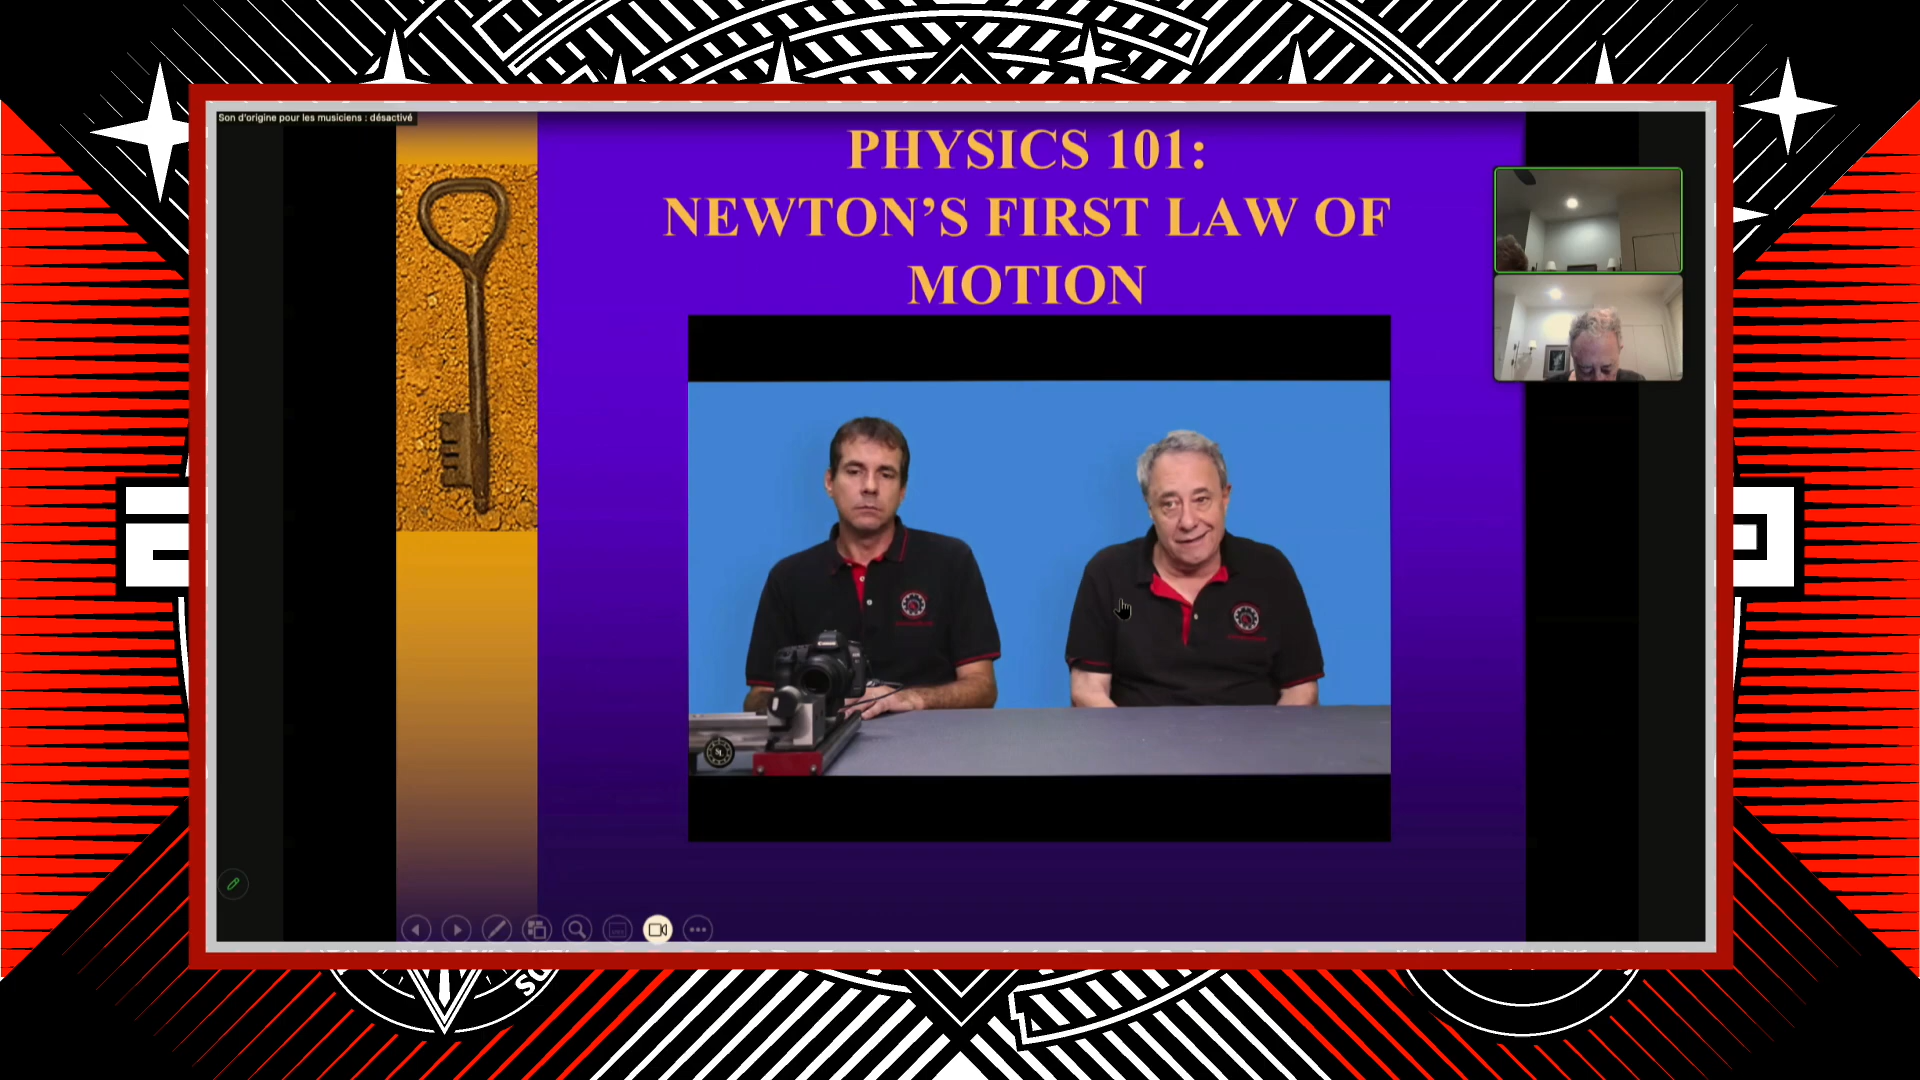 Son d'origine pour les musiciens : désactivé
PHYSICS 101:
NEWTON'S FIRST LAW OF
MOTION